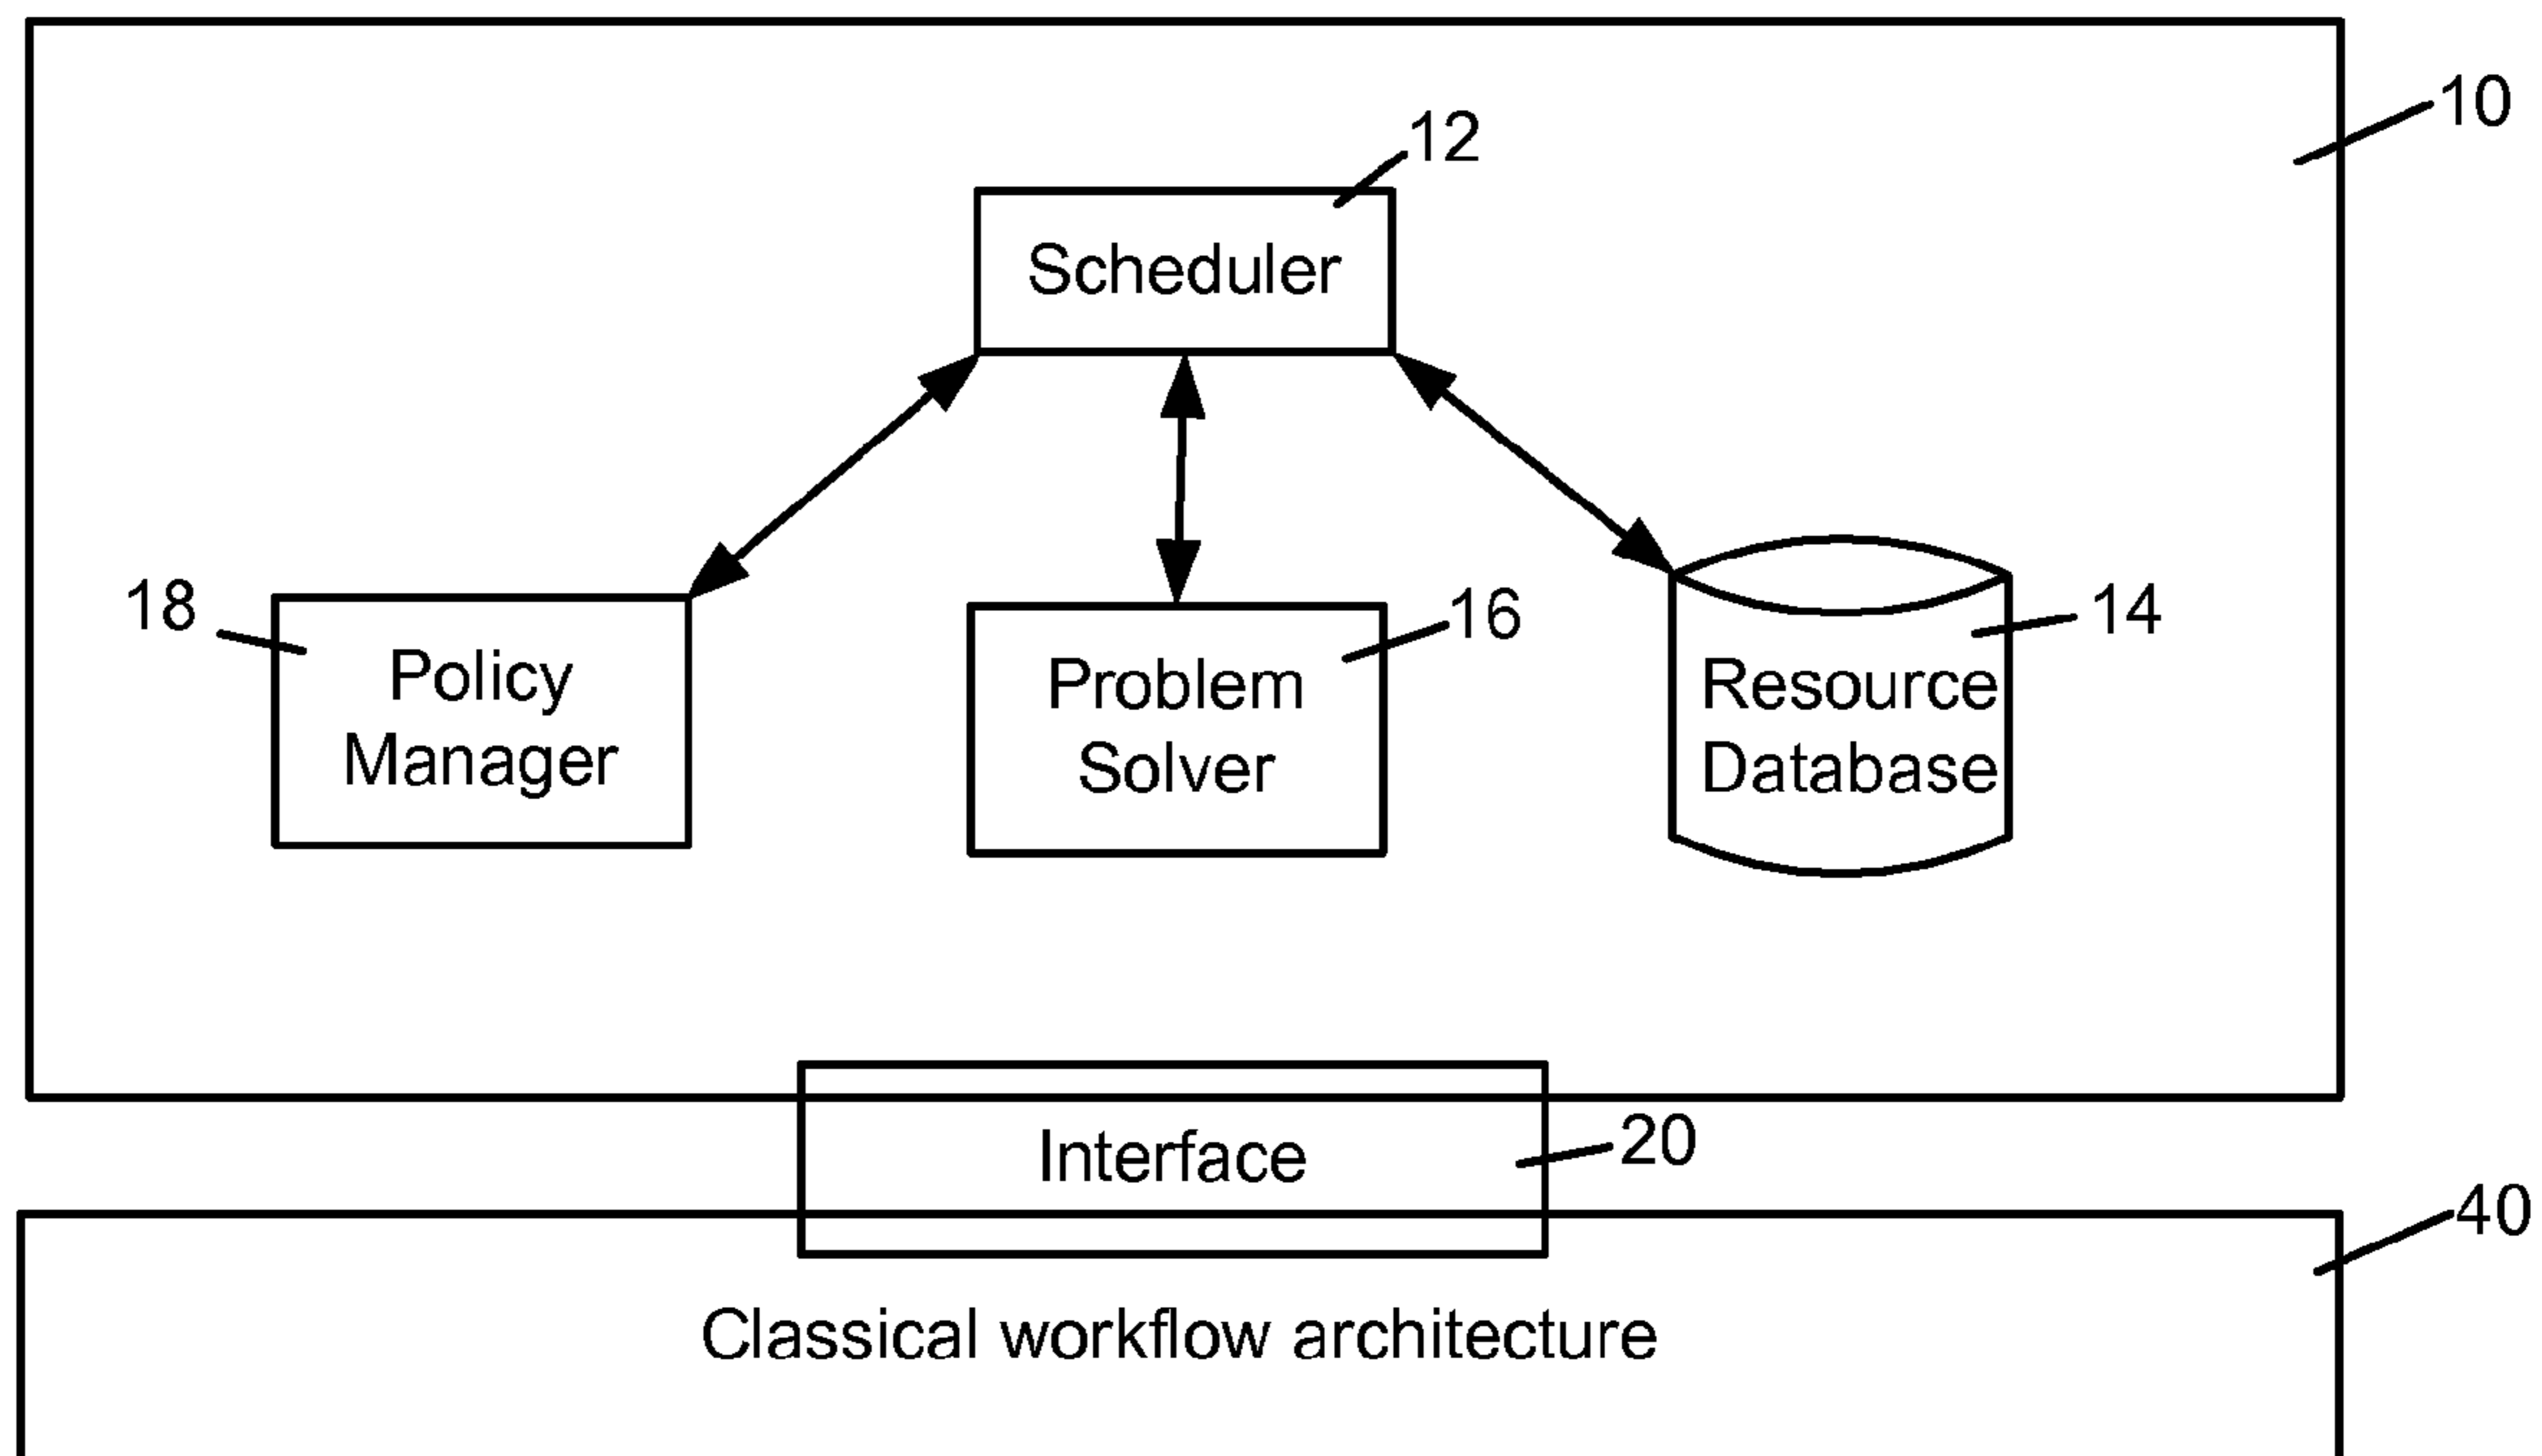 10
12
Scheduler
18
Policy
Manager
16
Problem
Solver
14
Resource
Database
Interface
20
40
Classical workflow architecture